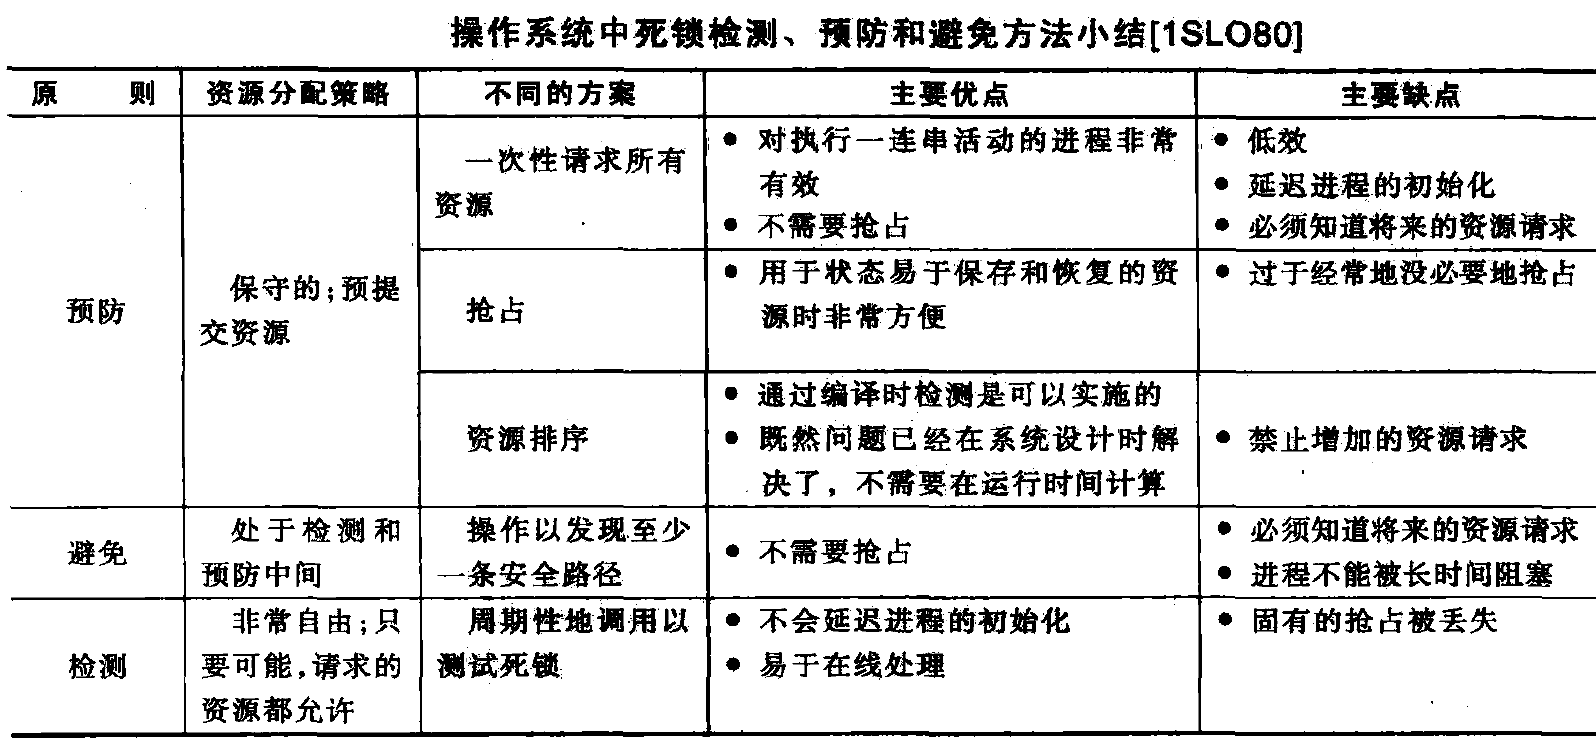 操作系统中死锁检测、预防和避免方法小结[1SLO80]
原 则 资源分配策略 不同的方案 主要优点 主要缺点
预防
保守的;预提
交资源
一次性请求所有
资源
• 对执行一连串活动的进程非常
有效
• 不需要抢占
• 低效
• 延迟进程的初始化
• 必须知道将来的资源请求
抢占
• 用于状态易于保存和恢复的资
源时非常方便
• 过于经常地没必要地抢占
资源排序
• 通过编译时检测是可以实施的
• 既然问题已经在系统设计时解
决了，不需要在运行时间计算
• 禁止增加的资源请求
避免
处于检测和
预防中间
操作以发现至少
一条安全路径
• 不需要抢占
• 必须知道将来的资源请求
• 进程不能被长时间阻塞
检测
非常自由;只
要可能,请求的
资源都允许
周期性地调用以
测试死锁
• 不会延迟进程的初始化
• 易于在线处理
• 固有的抢占被丢失